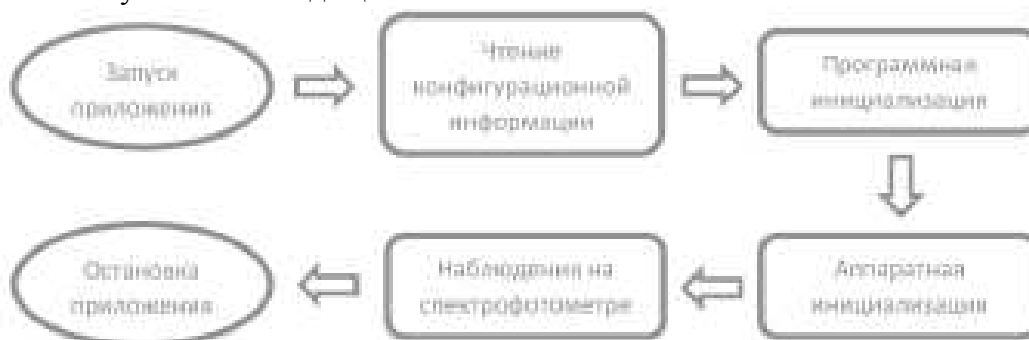 Запуск
приложения
Чтение
конфигурационной
информации
Программная
инициализация
Аппаратная
инициализация
Наблюдения на
спектрофотометре
Остановка
приложения